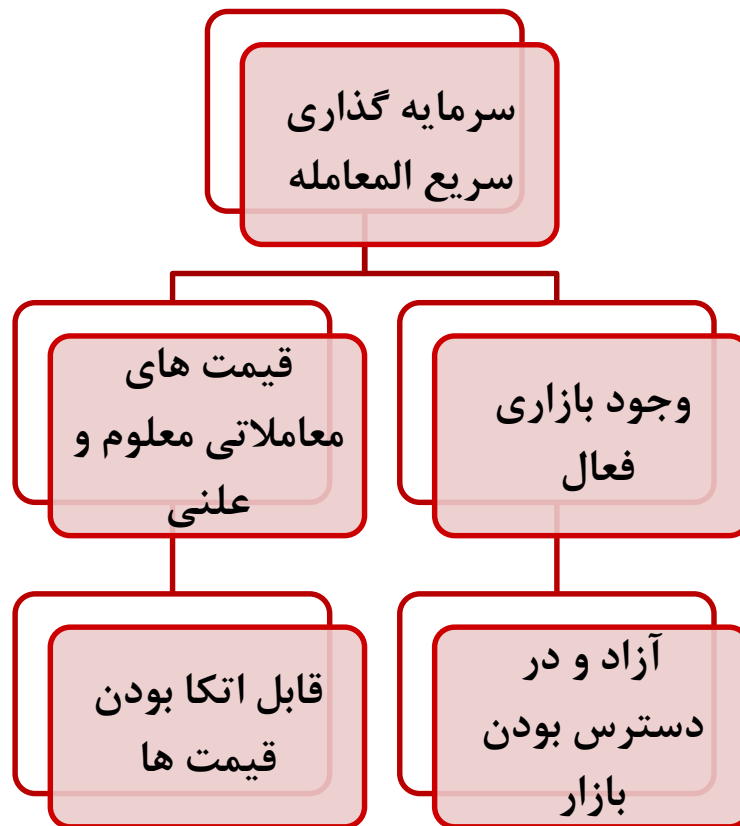 سرمایه گذاری
سریع المعامله
وجود بازاری
فعال
قیمت های
معاملاتی معلوم و
علنی
آزاد و در
دسترس بودن
بازار
قابل اتکا بودن
قیمت ها